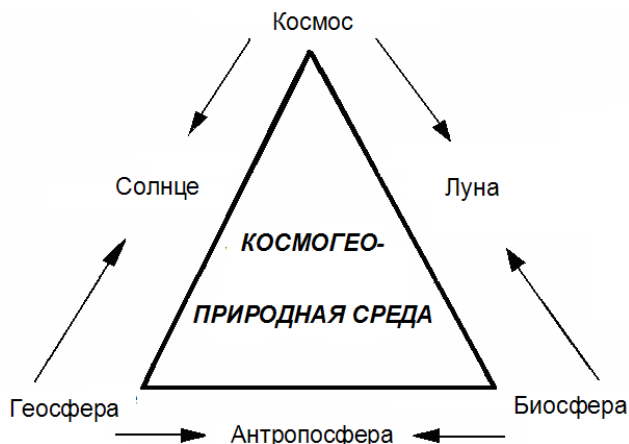 Космос
Солнце
Луна
КОСМОГЕО-
ПРИРОДНАЯ СРЕДА
Геосфера
Биосфера
Антропосфера